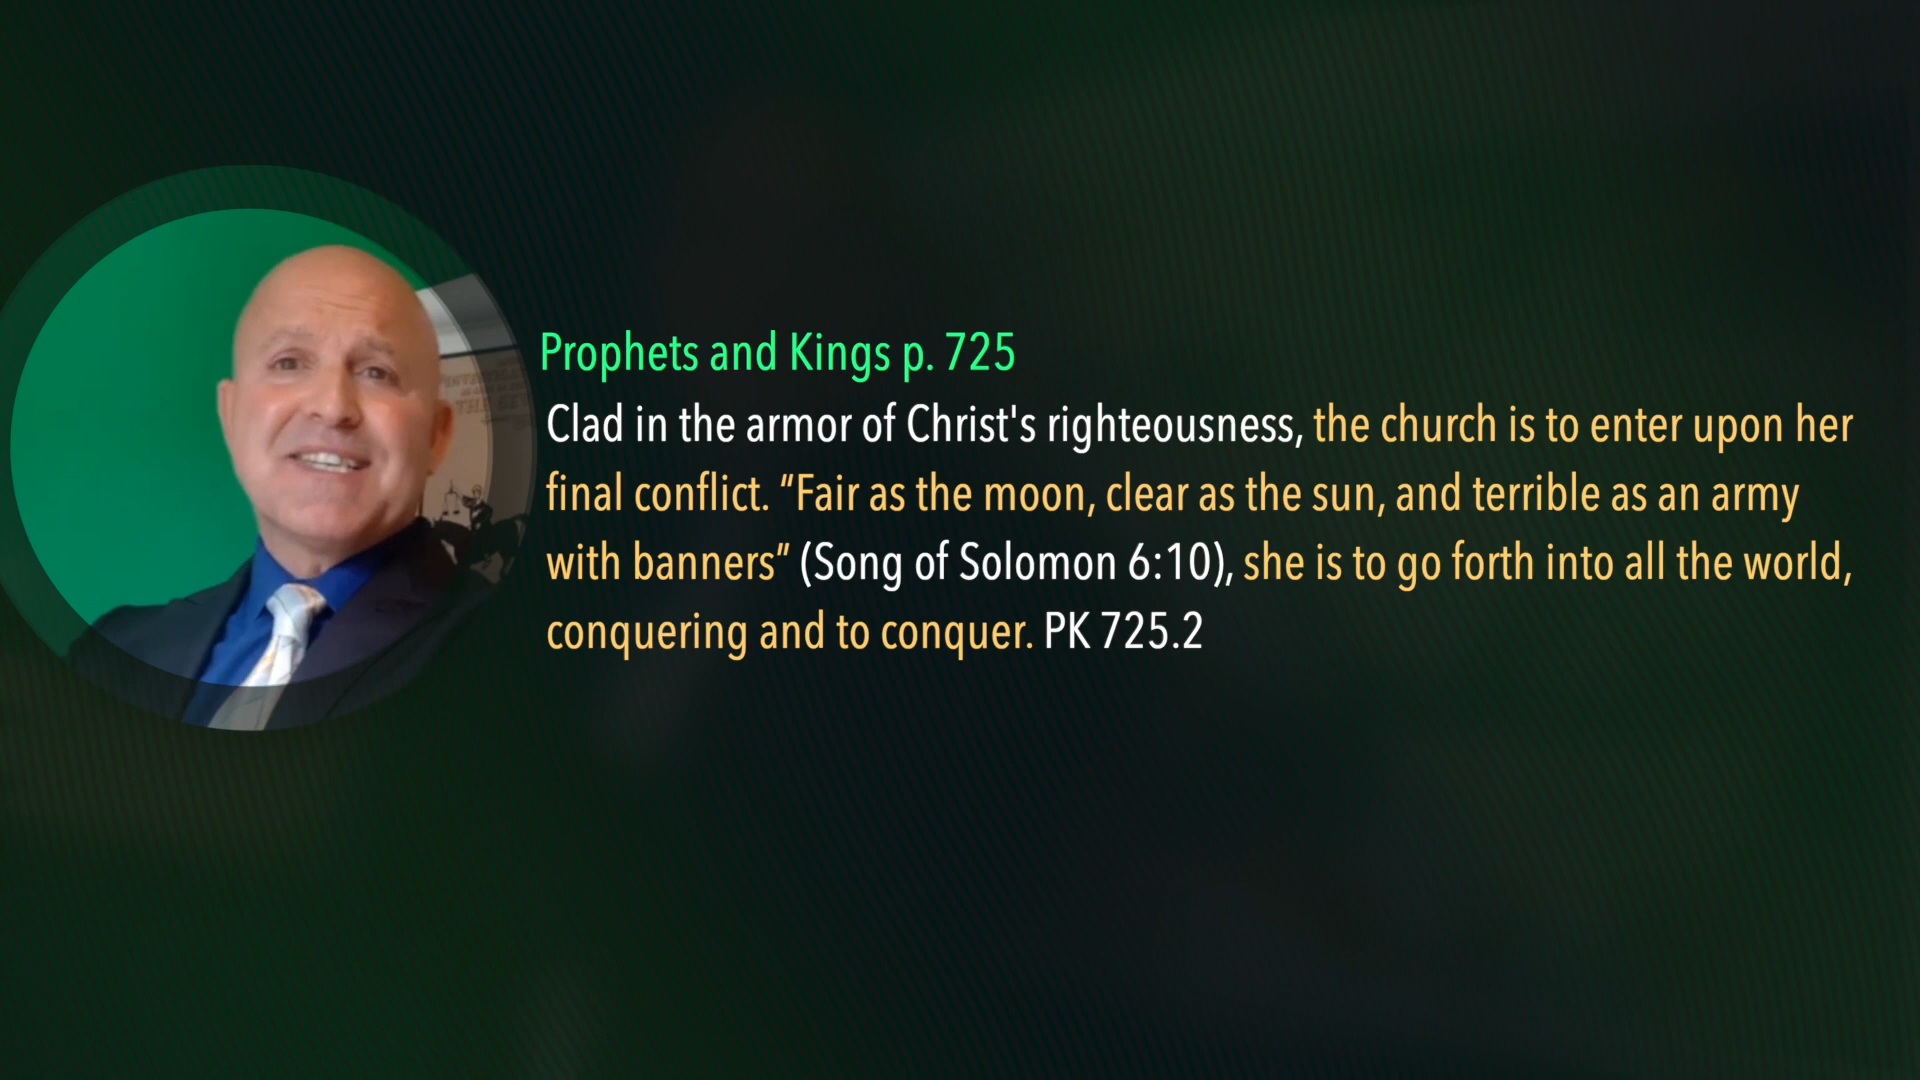 Prophets and Kings p. 725
Clad in the armor of Christ's righteousness, the church is to enter upon her
final conflict. “Fair as the moon, clear as the sun, and terrible as an army
with banners” (Song of Solomon 6:10), she is to go forth into all the world,
conquering and to conquer. PK 725.2